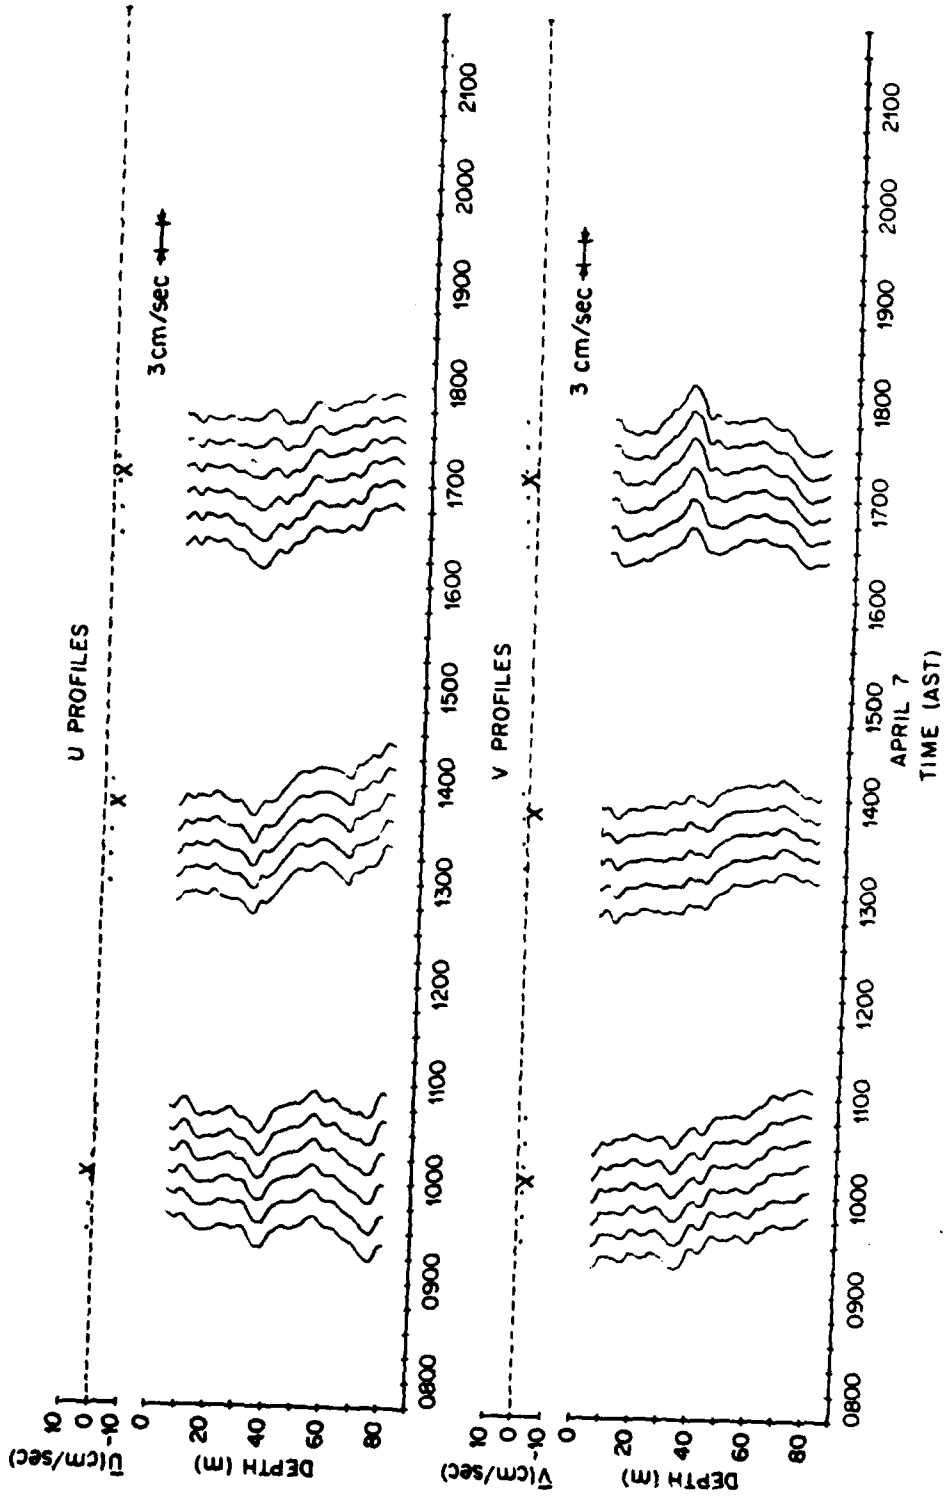 U PROFILES
10
0
-10
Ū(cm/sec)
3cm/sec
0
20
40
60
80
DEPTH (m)
0800 0900 1000 1100 1200 1300 1400 1500 1600 1700 1800 1900 2000 2100
V PROFILES
10
0
-10
V̄(cm/sec)
3 cm/sec
0
20
40
60
80
DEPTH (m)
0800 0900 1000 1100 1200 1300 1400 1500 1600 1700 1800 1900 2000 2100
APRIL 7
TIME (AST)